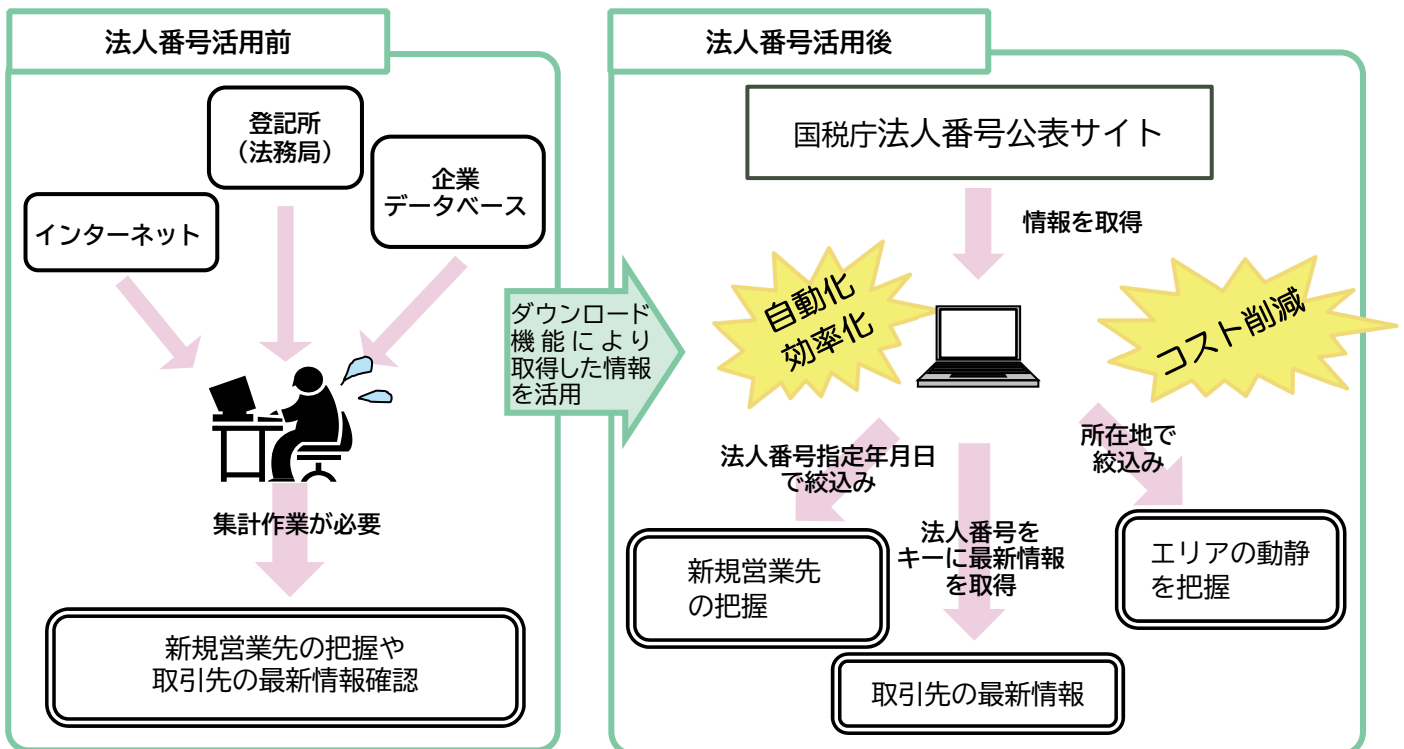 法人番号活用前
登記所
（法務局）
企業
データベース
インターネット
集計作業が必要
新規営業先の把握や
取引先の最新情報確認
ダウンロード
機能により
取得した情報
を活用
法人番号活用後
国税庁法人番号公表サイト
情報を取得
自動化
効率化
コスト削減
法人番号指定年月日
で絞込み
所在地で
絞込み
法人番号を
キーに最新情報
を取得
新規営業先
の把握
エリアの動静
を把握
取引先の最新情報